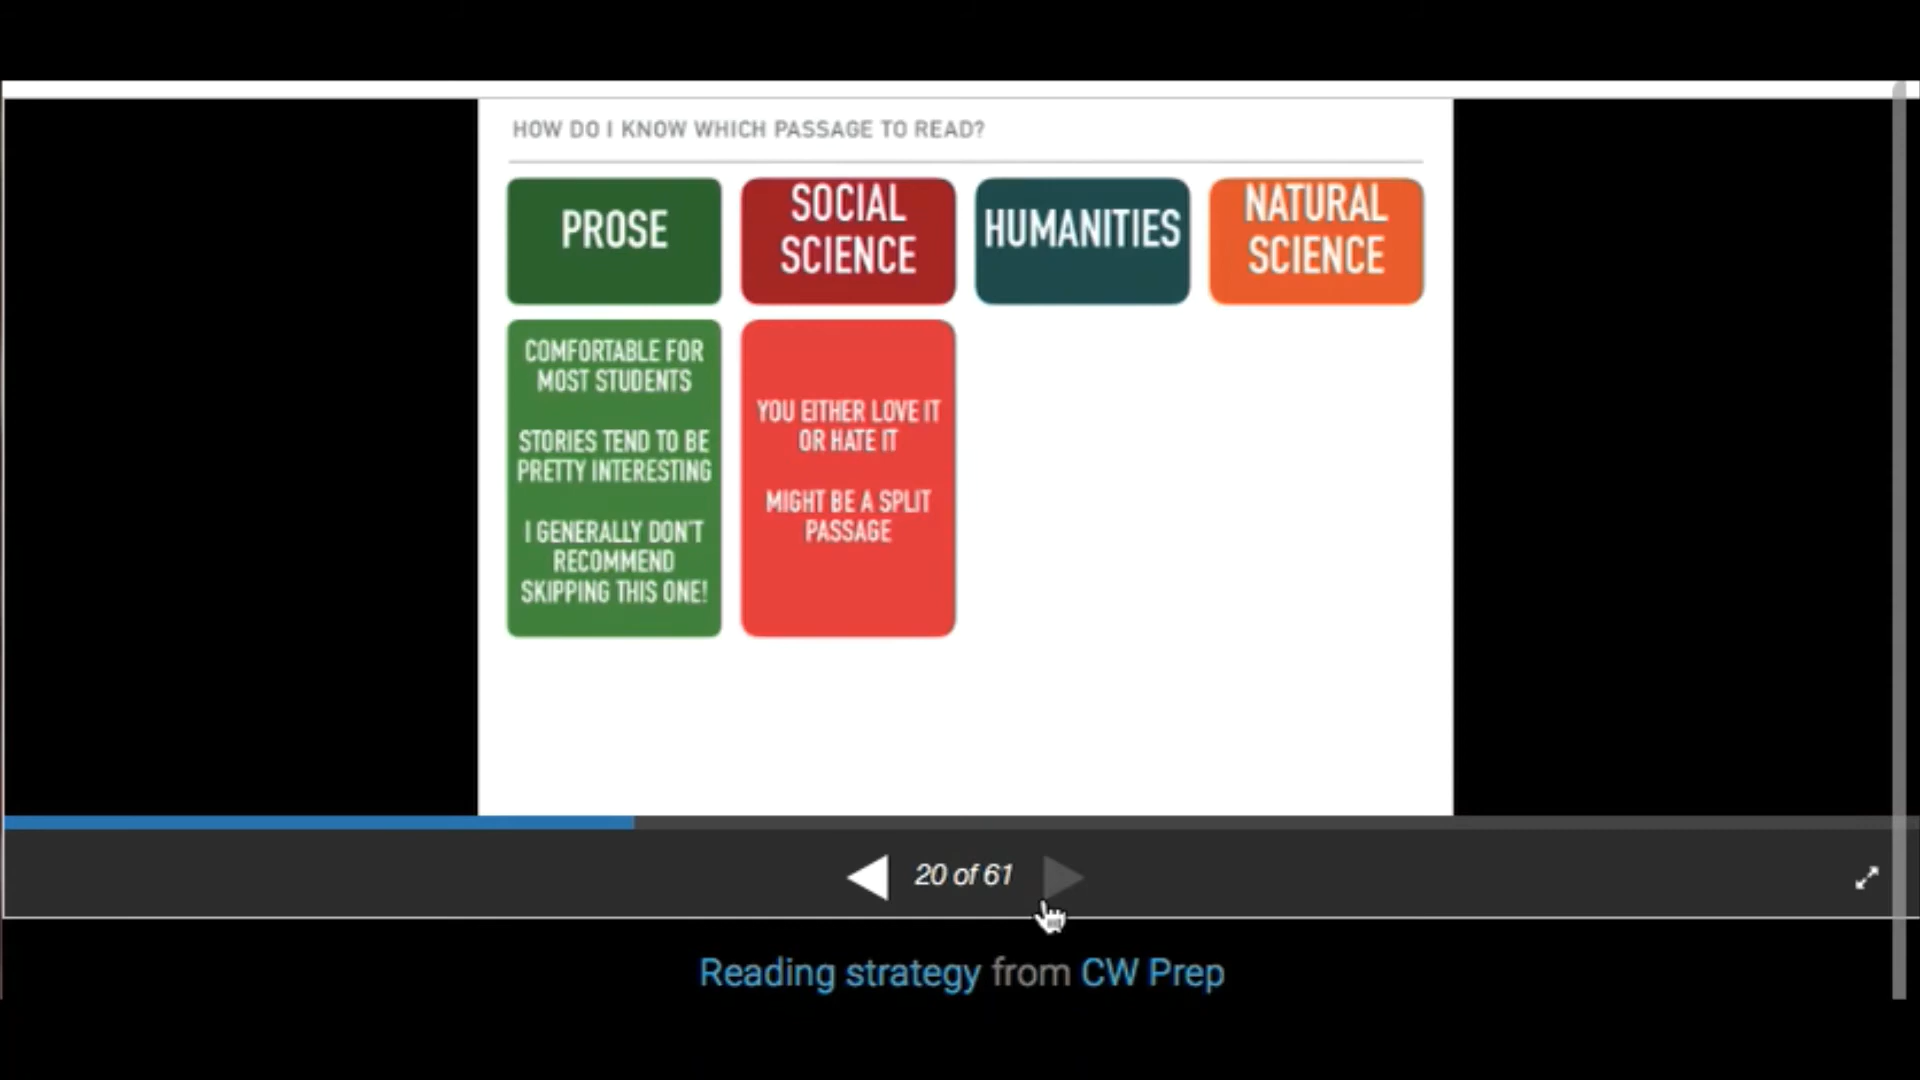 HOW DO I KNOW WHICH PASSAGE TO READ?
PROSE
SOCIAL
SCIENCE
HUMANITIES
NATURAL
SCIENCE
COMFORTABLE FOR
MOST STUDENTS
STORIES TEND TO BE
PRETTY INTERESTING
I GENERALLY DON'T
RECOMMEND
SKIPPING THIS ONE!
YOU EITHER LOVE IT
OR HATE IT
MIGHT BE A SPLIT
PASSAGE
20 of 61
Reading strategy from CW Prep